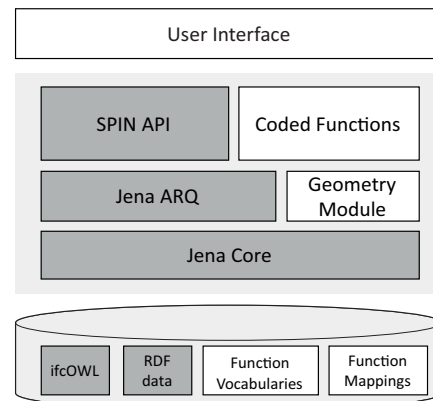 User Interface
SPIN API
Coded Functions
Jena ARQ
Geometry
Module
Jena Core
ifcOWL
RDF
data
Function
Vocabularies
Function
Mappings